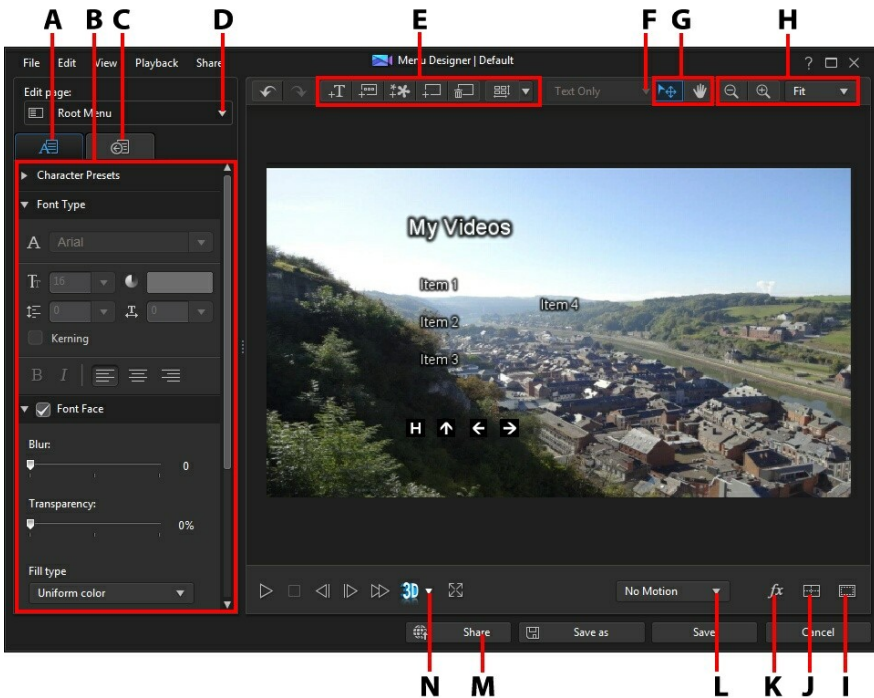 A B C D E F G H
File Edit View Playback Share Menu Designer | Default ?
Edit page:
Root Menu
+T Text Only Fit
A
Character Presets
Font Type
A Arial
TT 16
0 T 0
Kerning
B I
Font Face
Blur:
0
Transparency:
0%
Fill type
Uniform color
My Videos
Item 1
Item 4
Item 2
Item 3
H
3D No Motion fx
Share Save as Save Cancel
N M L K J I